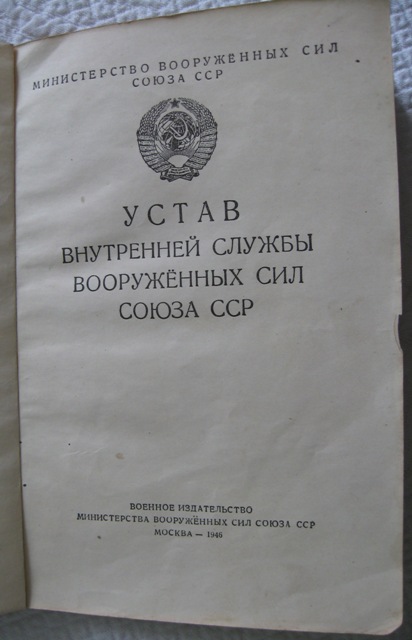 МИНИСТЕРСТВО ВООРУЖЕННЫХ СИЛ
СОЮЗА ССР
УСТАВ
ВНУТРЕННЕЙ СЛУЖБЫ
ВООРУЖЁННЫХ СИЛ
СОЮЗА ССР
ВОЕННОЕ ИЗДАТЕЛЬСТВО
МИНИСТЕРСТВА ВООРУЖЁННЫХ СИЛ СОЮЗА ССР
МОСКВА — 1946